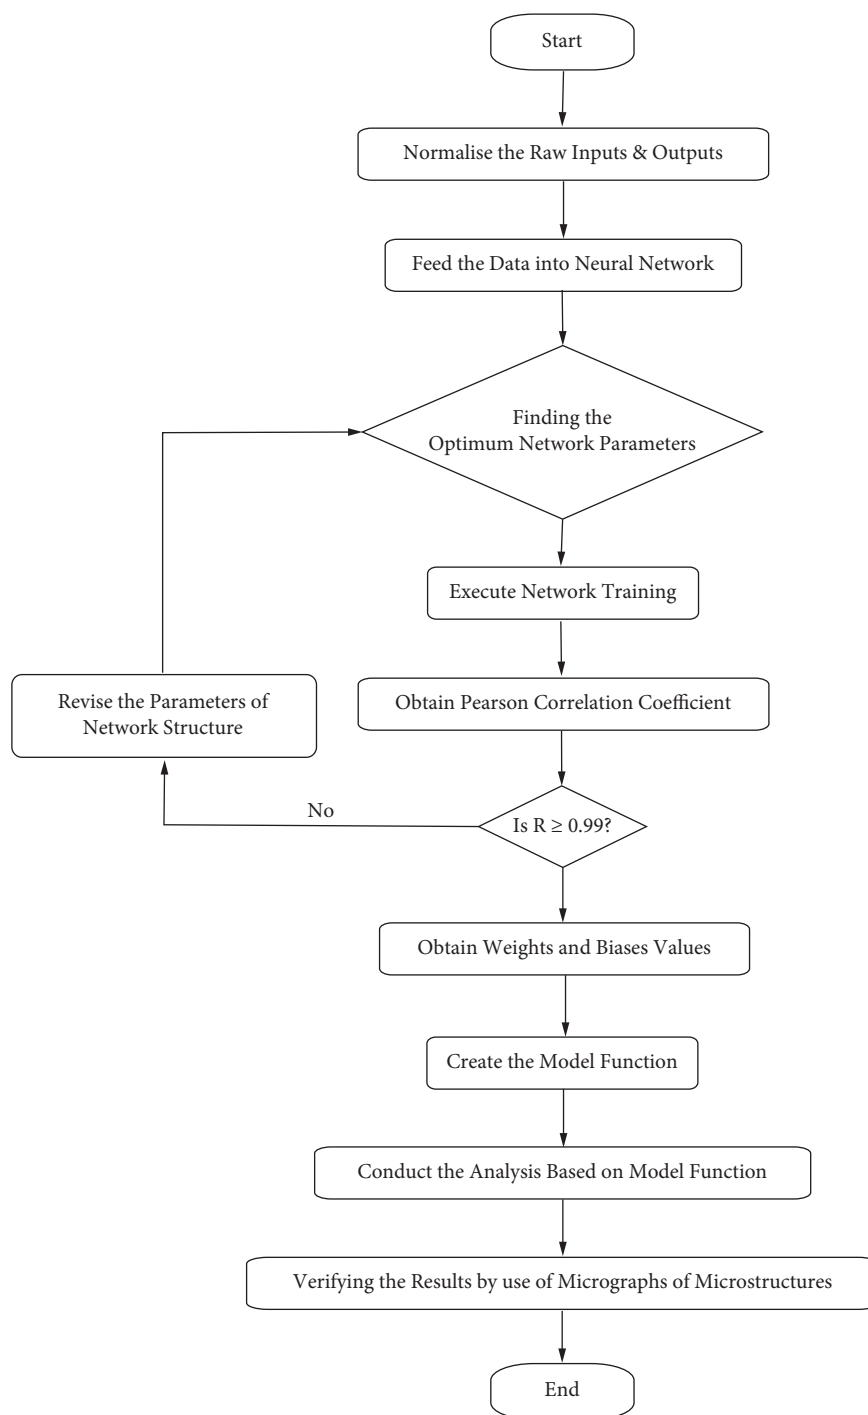 Start
Normalise the Raw Inputs & Outputs
Feed the Data into Neural Network
Finding the
Optimum Network Parameters
Execute Network Training
Revise the Parameters of
Network Structure
Obtain Pearson Correlation Coefficient
No
Is R ≥ 0.99?
Obtain Weights and Biases Values
Create the Model Function
Conduct the Analysis Based on Model Function
Verifying the Results by use of Micrographs of Microstructures
End